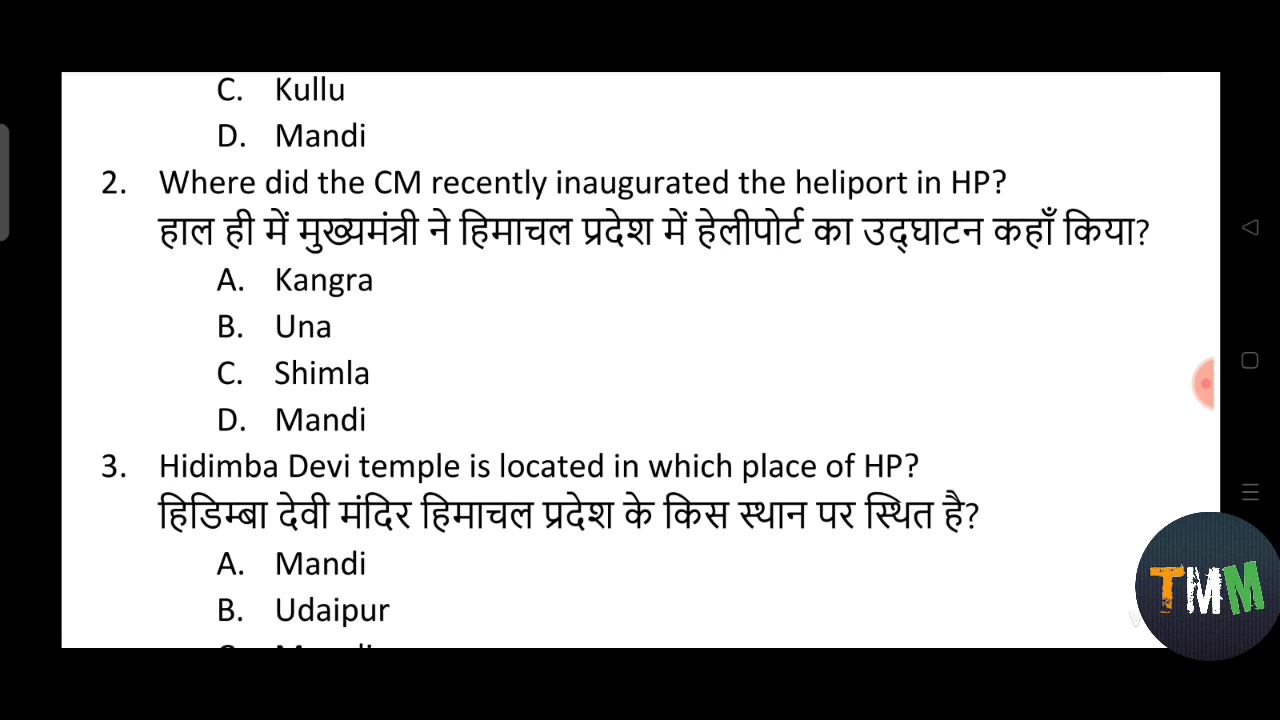 C. Kullu
D. Mandi
2. Where did the CM recently inaugurated the heliport in HP?
हाल ही में मुख्यमंत्री ने हिमाचल प्रदेश में हेलीपोर्ट का उद्घाटन कहाँ किया?
A. Kangra
B. Una
C. Shimla
D. Mandi
3. Hidimba Devi temple is located in which place of HP?
हिडिम्बा देवी मंदिर हिमाचल प्रदेश के किस स्थान पर स्थित है?
A. Mandi
B. Udaipur
TMM